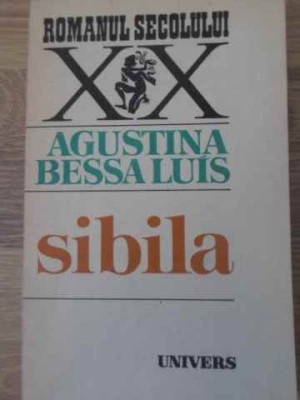 ROMANUL SECOLULUI
XX
AGUSTINA
BESSA LUÍS
sibila
UNIVERS